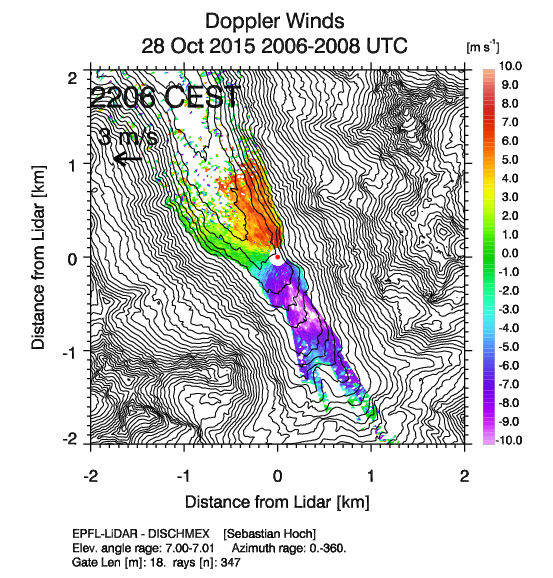 Doppler Winds
28 Oct 2015 2006-2008 UTC
[m s⁻¹]
2206 CEST
3 m/s
Distance from Lidar [km]
2
1
0
-1
-2
-2 -1 0 1 2
Distance from Lidar [km]
10.0
9.0
8.0
7.0
6.0
5.0
4.0
3.0
2.0
1.0
0.0
-1.0
-2.0
-3.0
-4.0
-5.0
-6.0
-7.0
-8.0
-9.0
-10.0
EPFL-LiDAR - DISCHMEX [Sebastian Hoch]
Elev. angle rage: 7.00-7.01 Azimuth rage: 0.-360.
Gate Len [m]: 18. rays [n]: 347